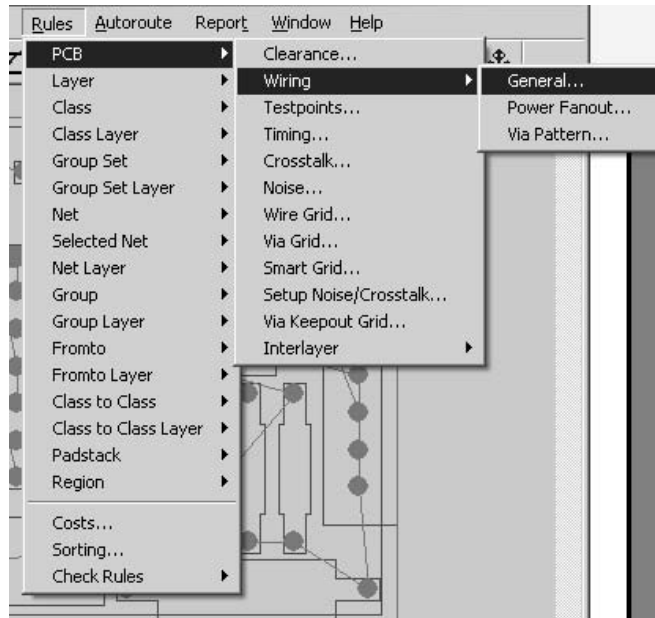 Rules Autoroute Report Window Help
PCB
Layer
Class
Class Layer
Group Set
Group Set Layer
Net
Selected Net
Net Layer
Group
Group Layer
Fromto
Fromto Layer
Class to Class
Class to Class Layer
Padstack
Region
Costs...
Sorting...
Check Rules
Clearance...
Wiring
Testpoints...
Timing...
Crosstalk...
Noise...
Wire Grid...
Via Grid...
Smart Grid...
Setup Noise/Crosstalk...
Via Keepout Grid...
Interlayer
General...
Power Fanout...
Via Pattern...